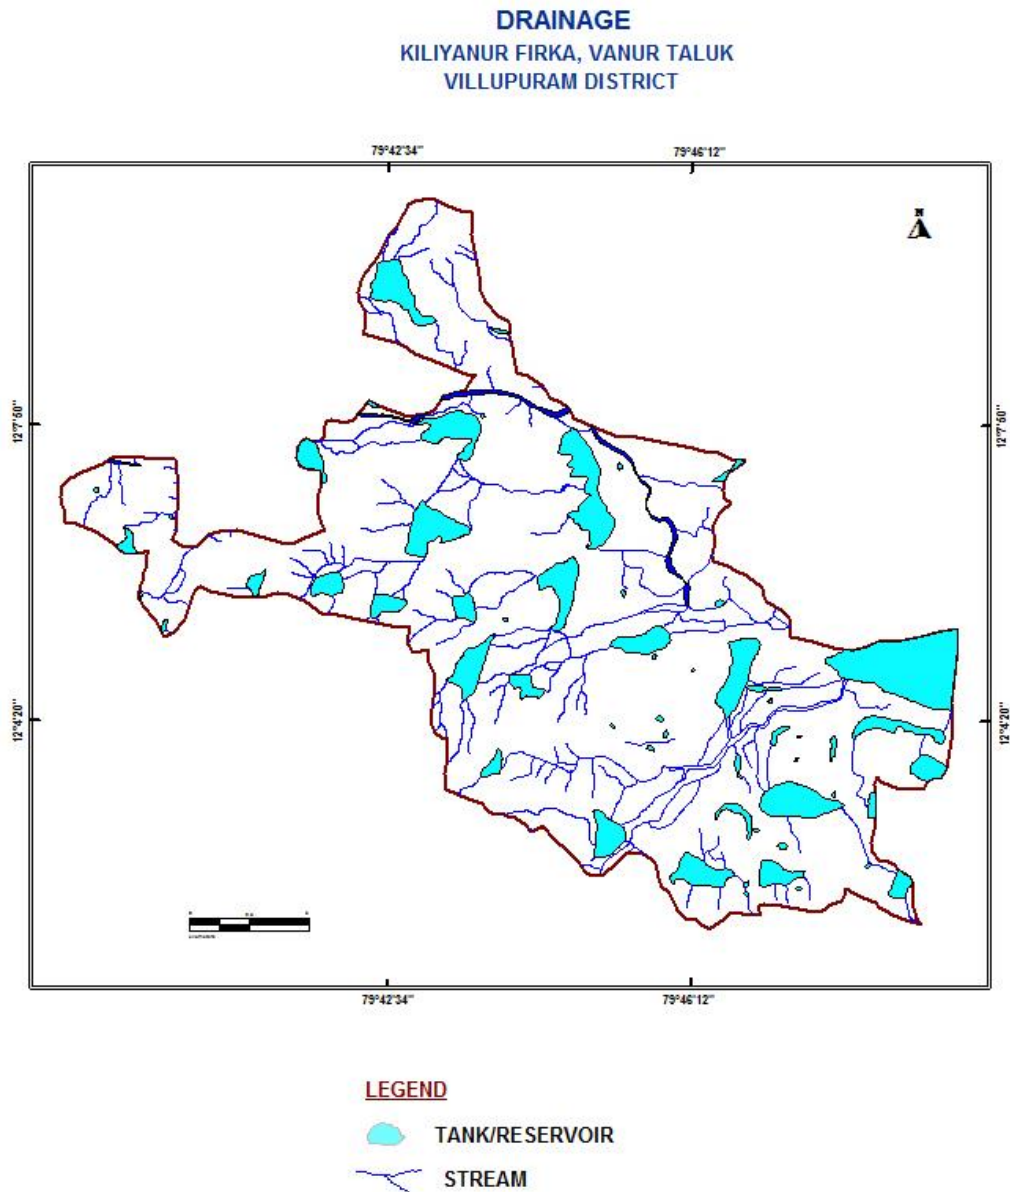 DRAINAGE
KILIYANUR FIRKA, VANUR TALUK
VILLUPURAM DISTRICT
79°42'34" 79°46'12"
N
12°7'50" 12°7'50"
12°4'20" 12°4'20"
79°42'34" 79°46'12"
LEGEND
TANK/RESERVOIR
STREAM